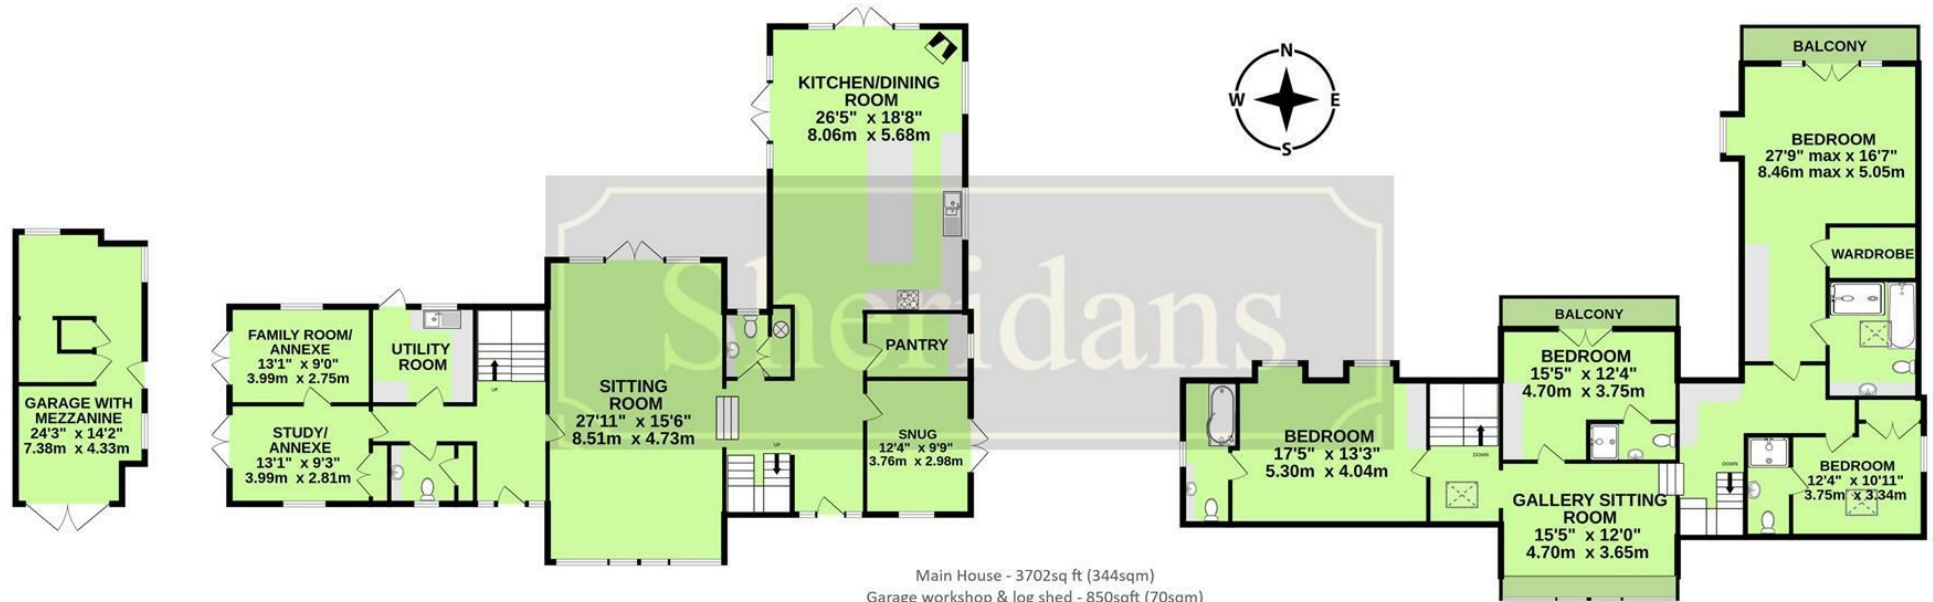 GARAGE WITH
MEZZANINE
24'3" x 14'2"
7.38m x 4.33m
FAMILY ROOM/
ANNEXE
13'1" x 9'0"
3.99m x 2.75m
UTILITY
ROOM
UP
STUDY/
ANNEXE
13'1" x 9'3"
3.99m x 2.81m
SITTING
ROOM
27'11" x 15'6"
8.51m x 4.73m
KITCHEN/DINING
ROOM
26'5" x 18'8"
8.06m x 5.68m
PANTRY
SNUG
12'4" x 9'9"
3.76m x 2.98m
UP
Sheridans
N
W E
S
BALCONY
BEDROOM
27'9" max x 16'7"
8.46m max x 5.05m
WARDROBE
BALCONY
BEDROOM
15'5" x 12'4"
4.70m x 3.75m
BEDROOM
17'5" x 13'3"
5.30m x 4.04m
DOWN
GALLERY SITTING
ROOM
15'5" x 12'0"
4.70m x 3.65m
DOWN
BEDROOM
12'4" x 10'11"
3.75m x 3.34m
Main House - 3702sq ft (344sqm)
Garage workshop & log shed - 850sqft (70sqm)